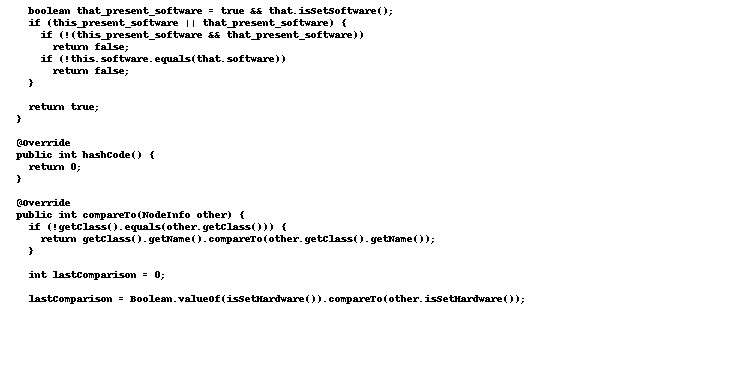 boolean that_present_software = true && that.isSetSoftware();
if (this_present_software || that_present_software) {
if (!(this_present_software && that_present_software))
return false;
if (!this.software.equals(that.software))
return false;
}
return true;
}
@Override
public int hashCode() {
return 0;
}
@Override
public int compareTo(NodeInfo other) {
if (!getClass().equals(other.getClass())) {
return getClass().getName().compareTo(other.getClass().getName());
}
int lastComparison = 0;
lastComparison = Boolean.valueOf(isSetHardware()).compareTo(other.isSetHardware());